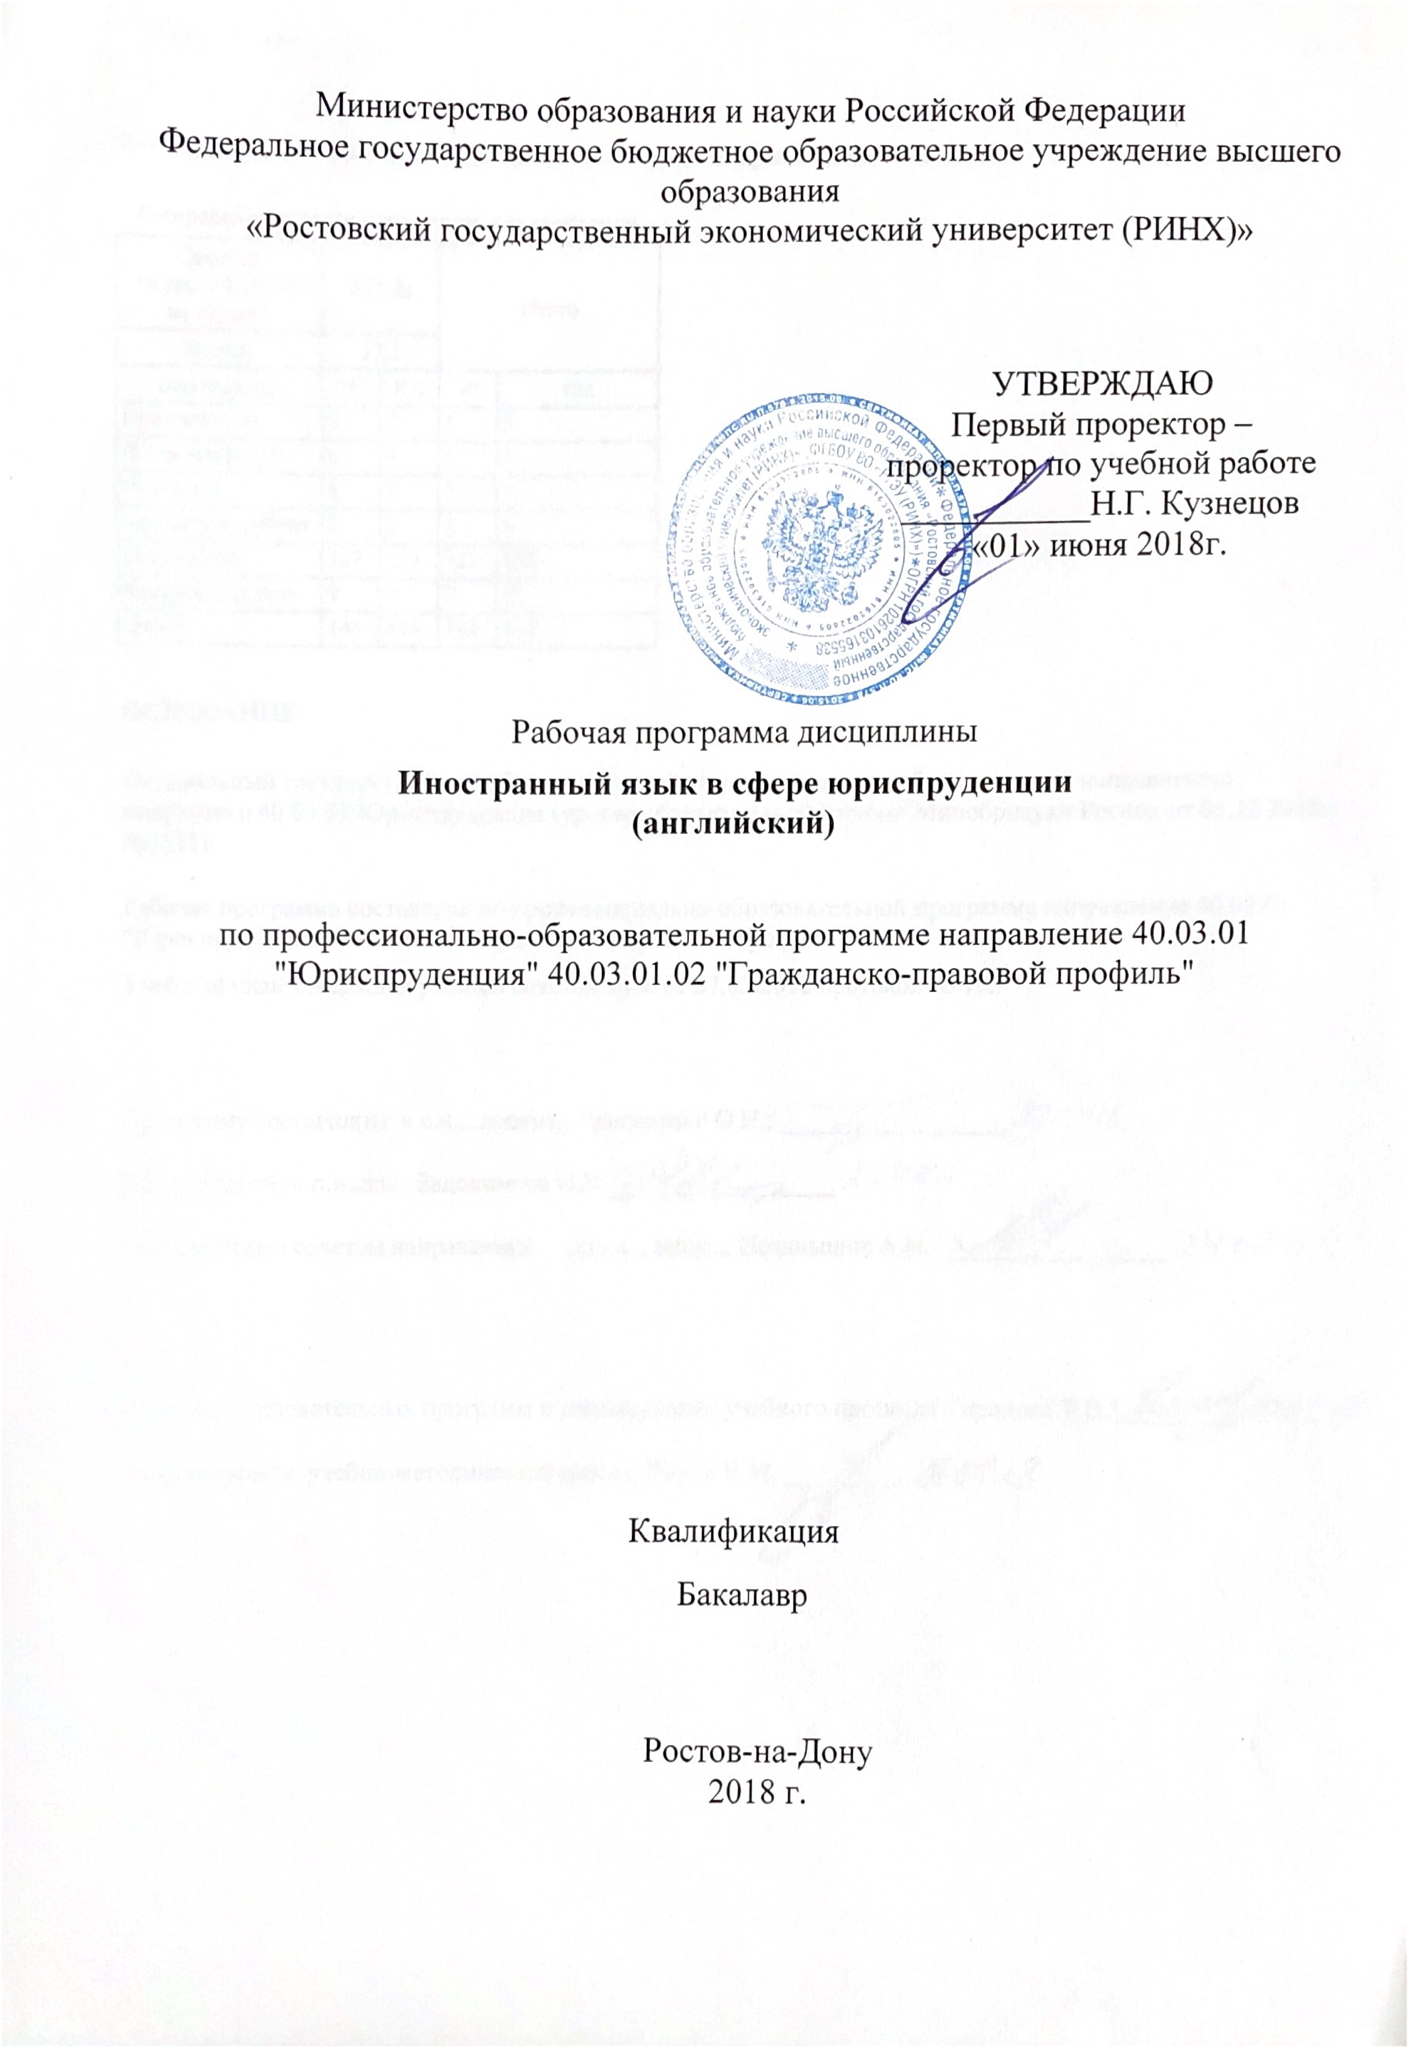 Министерство образования и науки Российской Федерации
Федеральное государственное бюджетное образовательное учреждение высшего
образования
«Ростовский государственный экономический университет (РИНХ)»
УТВЕРЖДАЮ
Первый проректор –
проректор по учебной работе
Н.Г. Кузнецов
«01» июня 2018г.
Рабочая программа дисциплины
Иностранный язык в сфере юриспруденции
(английский)
по профессионально-образовательной программе направление 40.03.01
"Юриспруденция" 40.03.01.02 "Гражданско-правовой профиль"
Квалификация
Бакалавр
Ростов-на-Дону
2018 г.